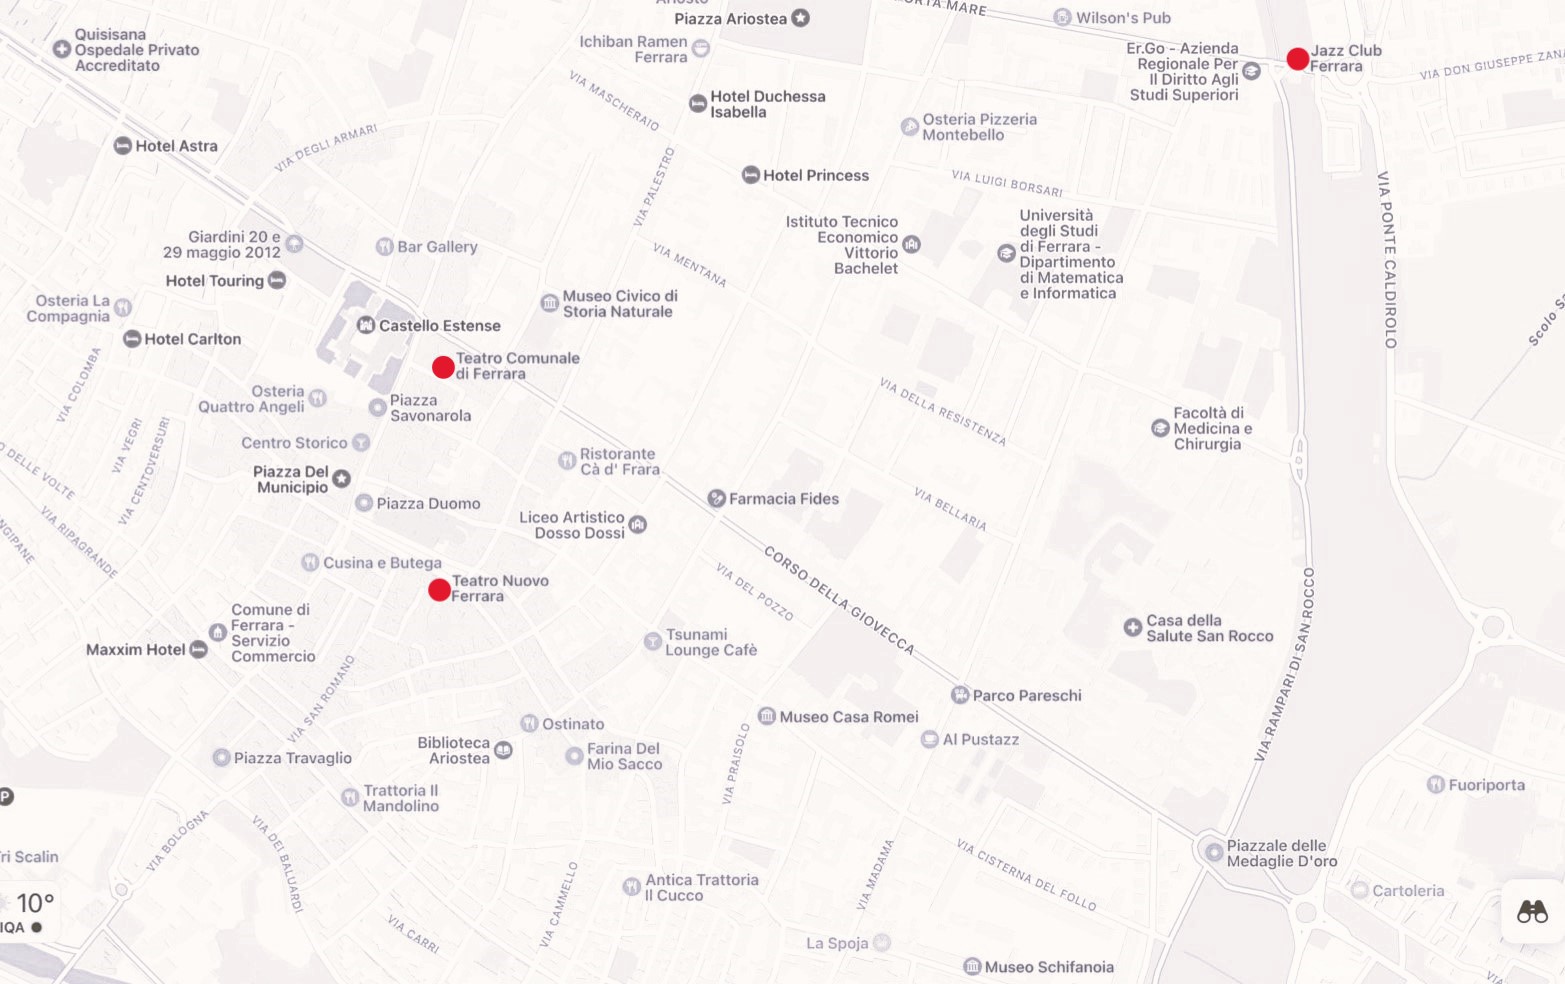 Ariosto
PORTA MARE
Piazza Ariostea
Wilson's Pub
Quisisana
Ospedale Privato
Accreditato
Ichiban Ramen
Ferrara
Er.Go - Azienda
Regionale Per
Il Diritto Agli
Studi Superiori
Jazz Club
Ferrara
VIA DON GIUSEPPE ZANA
VIA MASCHERAIO
Hotel Duchessa
Isabella
Osteria Pizzeria
Montebello
Hotel Astra
VIA DEGLI ARMARI
VIA PALESTRO
Hotel Princess
VIA LUIGI BORSARI
VIA PONTE CALDIROLO
Giardini 20 e
29 maggio 2012
Bar Gallery
VIA MENTANA
Istituto Tecnico
Economico
Vittorio
Bachelet
Università
degli Studi
di Ferrara -
Dipartimento
di Matematica
e Informatica
Hotel Touring
Osteria La
Compagnia
Museo Civico di
Storia Naturale
Castello Estense
Hotel Carlton
Scolo
Teatro Comunale
di Ferrara
VIA COLOMBA
Osteria
Quattro Angeli
Piazza
Savonarola
VIA DELLA RESISTENZA
Facoltà di
Medicina e
Chirurgia
VIA VEGRI
VIA CENTOVERSURI
Centro Storico
DELLE VOLTE
Piazza Del
Municipio
Ristorante
Cà d' Frara
Piazza Duomo
Farmacia Fides
VIA BELLARIA
Liceo Artistico
Dosso Dossi
VIA RIPAGRANDE
NGIPANE
Cusina e Butega
CORSO DELLA GIOVECCA
VIA DEL POZZO
Teatro Nuovo
Ferrara
Comune di
Ferrara -
Servizio
Commercio
Maxxim Hotel
Tsunami
Lounge Cafè
Casa della
Salute San Rocco
VIA RAMPARI DI SAN ROCCO
VIA SAN ROMANO
Parco Pareschi
Museo Casa Romei
Ostinato
Al Pustazz
Biblioteca
Ariostea
Farina Del
Mio Sacco
Piazza Travaglio
VIA PRAISOLO
Trattoria Il
Mandolino
P
Fuoriporta
VIA BOLOGNA
VIA DEI BALUARDI
ri Scalin
Piazzale delle
Medaglie D'oro
VIA MADAMA
VIA CISTERNA DEL FOLLO
Antica Trattoria
Il Cucco
Cartoleria
10°
IQA
VIA CAMMELLO
VIA CARRI
La Spoja
Museo Schifanoia
VIA